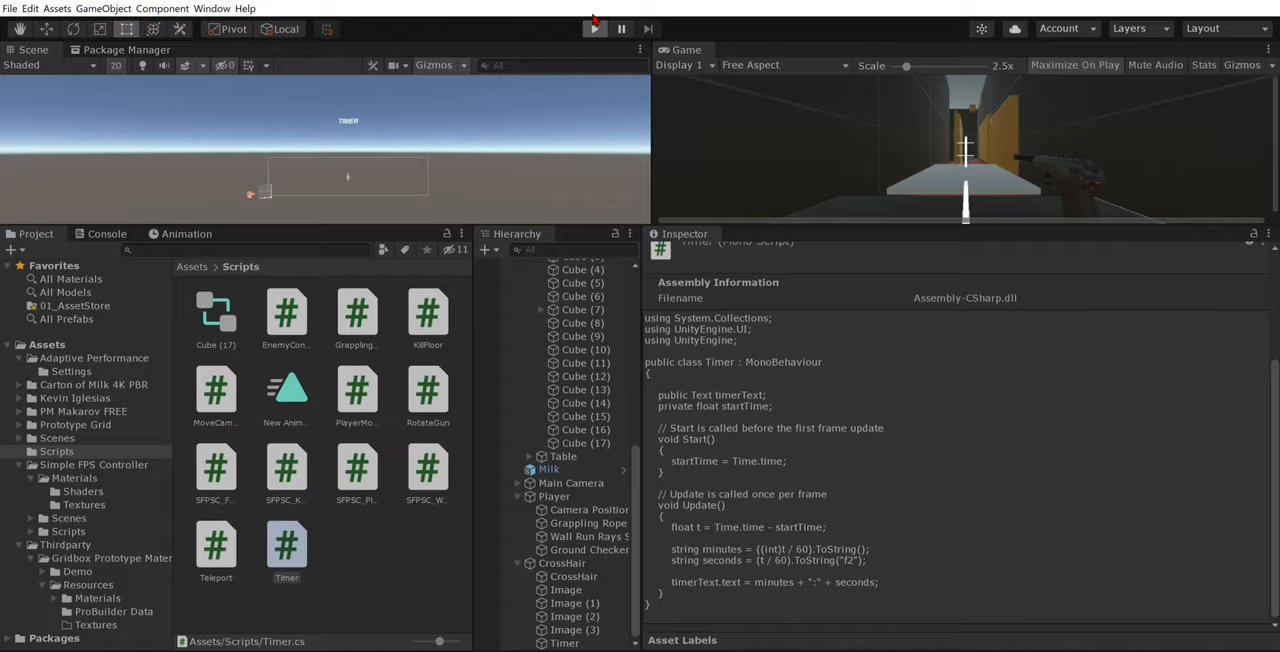 File Edit Assets GameObject Component Window Help
Pivot Local Account Layers Layout
Scene Package Manager
Shaded 2D 0 Gizmos All
TIMER
Game
Display 1 Free Aspect Scale 2.5x Maximize On Play Mute Audio Stats Gizmos
Project Console Animation
11
Favorites
All Materials
All Models
01_AssetStore
All Prefabs
Assets
Adaptive Performance
Settings
Carton of Milk 4K PBR
Kevin Iglesias
PM Makarov FREE
Prototype Grid
Scenes
Scripts
Simple FPS Controller
Materials
Shaders
Textures
Scenes
Scripts
Thirdparty
Gridbox Prototype Mater
Demo
Resources
Materials
ProBuilder Data
Textures
Packages
Assets > Scripts
Cube (17) EnemyCon... Grappling... KillFloor
MoveCam... New Anim... PlayerMo... RotateGun
SFPSC_F... SFPSC_K... SFPSC_Pl... SFPSC_W...
Teleport Timer
Assets/Scripts/Timer.cs
Hierarchy
All
Cube (4)
Cube (5)
Cube (6)
Cube (7)
Cube (8)
Cube (9)
Cube (10)
Cube (11)
Cube (12)
Cube (13)
Cube (14)
Cube (15)
Cube (16)
Cube (17)
Table
Milk
Main Camera
Player
Camera Position
Grappling Rope
Wall Run Rays S
Ground Checker
CrossHair
CrossHair
Image
Image (1)
Image (2)
Image (3)
Timer
Inspector
Timer (Mono Script)
Assembly Information
Filename Assembly-CSharp.dll
using System.Collections;
using UnityEngine.UI;
using UnityEngine;
public class Timer : MonoBehaviour
{
public Text timerText;
private float startTime;
// Start is called before the first frame update
void Start()
{
startTime = Time.time;
}
// Update is called once per frame
void Update()
{
float t = Time.time - startTime;
string minutes = ((int)t / 60).ToString();
string seconds = (t / 60).ToString("f2");
timerText.text = minutes + ":" + seconds;
}
}
Asset Labels